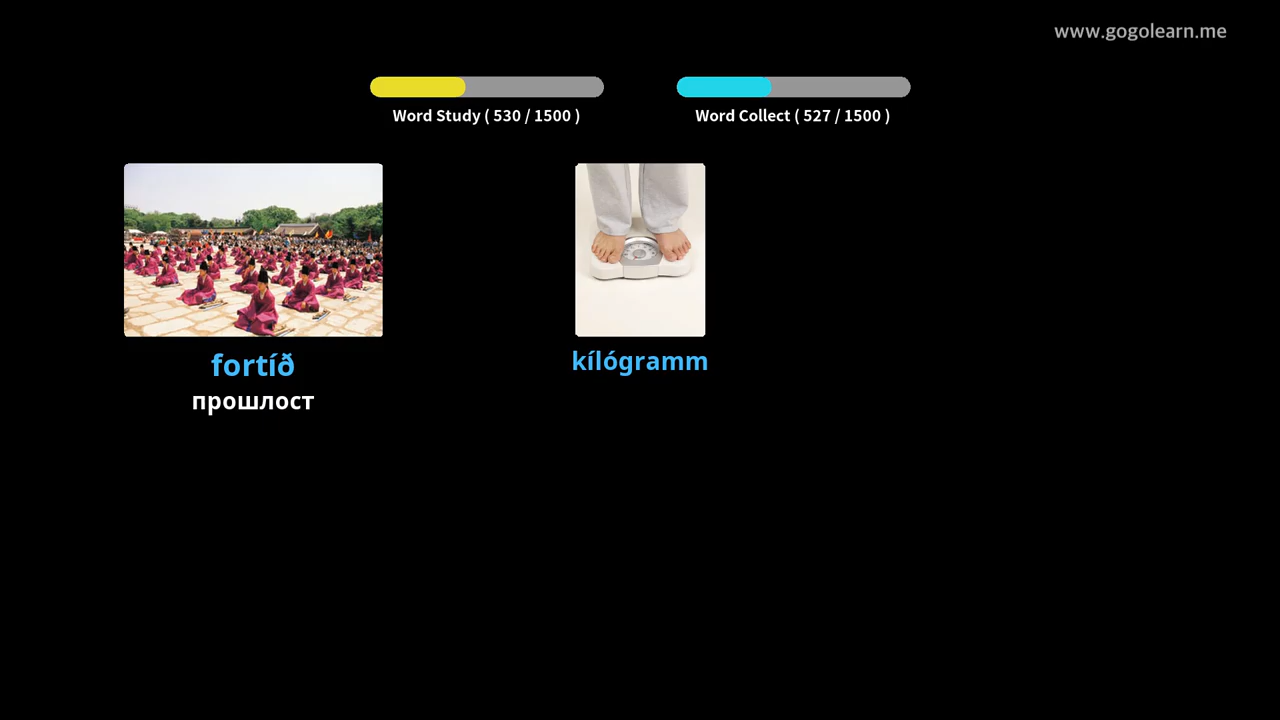 www.gogolearn.me
Word Study ( 530 / 1500 )
Word Collect ( 527 / 1500 )
fortíð
прошлост
kílógramm